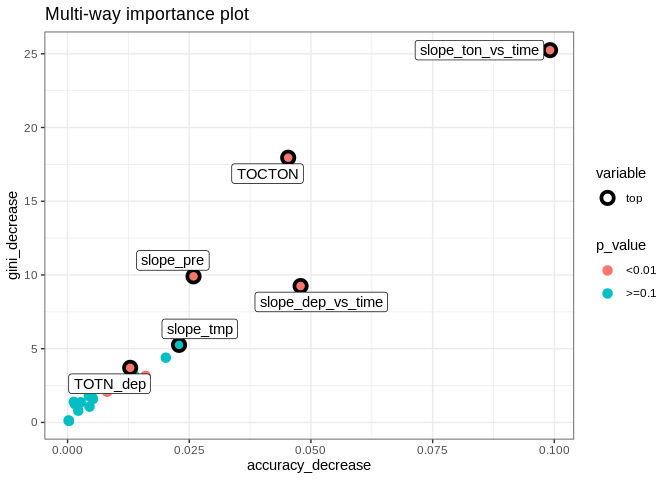 Multi-way importance plot
25
20
15
10
5
0
gini_decrease
slope_ton_vs_time
TOCTON
slope_pre
slope_dep_vs_time
slope_tmp
TOTN_dep
0.000
0.025
0.050
0.075
0.100
accuracy_decrease
variable
top
p_value
<0.01
>=0.1